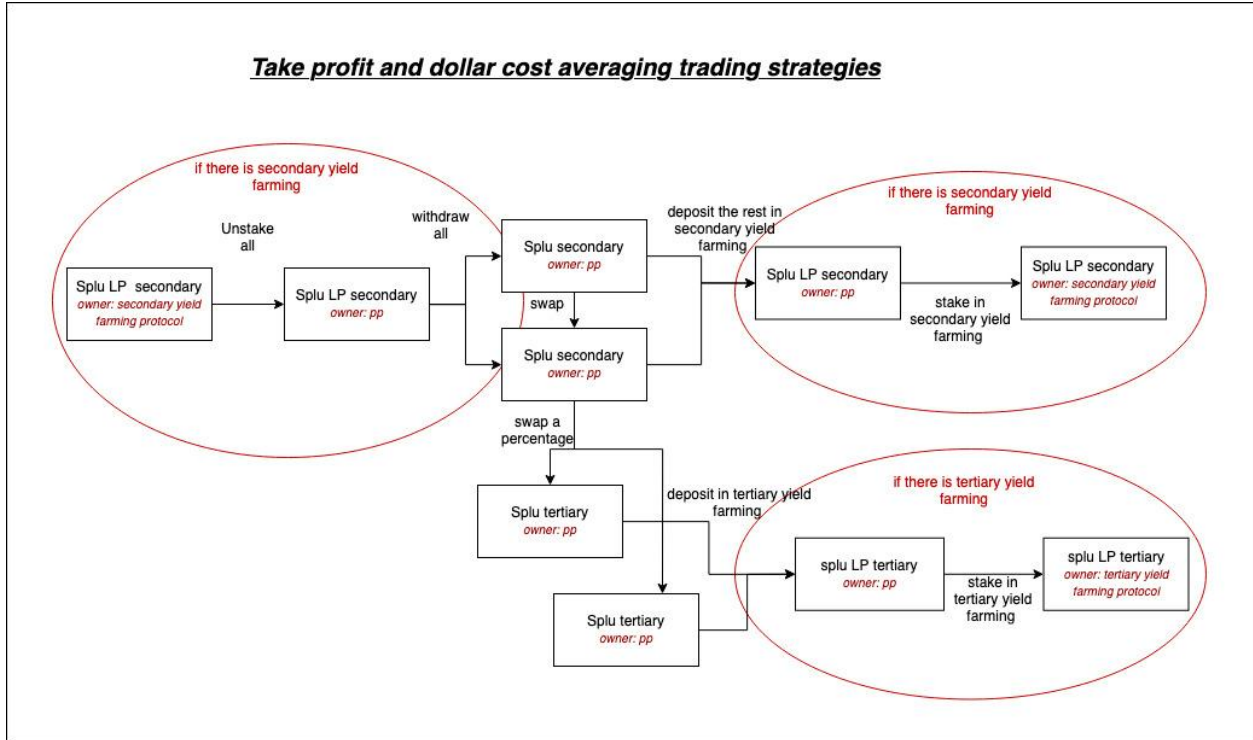 Take profit and dollar cost averaging trading strategies
if there is secondary yield
farming
Unstake
all
withdraw
all
Splu LP  secondary
owner: secondary yield
farming protocol
Splu LP secondary
owner: pp
Splu secondary
owner: pp
swap
Splu secondary
owner: pp
deposit the rest in
secondary yield
farming
if there is secondary yield
farming
Splu LP secondary
owner: pp
stake in
secondary yield
farming
Splu LP secondary
owner: secondary yield
farming protocol
swap a
percentage
Splu tertiary
owner: pp
Splu tertiary
owner: pp
deposit in tertiary yield
farming
if there is tertiary yield
farming
splu LP tertiary
owner: pp
stake in
tertiary yield
farming
splu LP tertiary
owner: tertiary yield
farming protocol